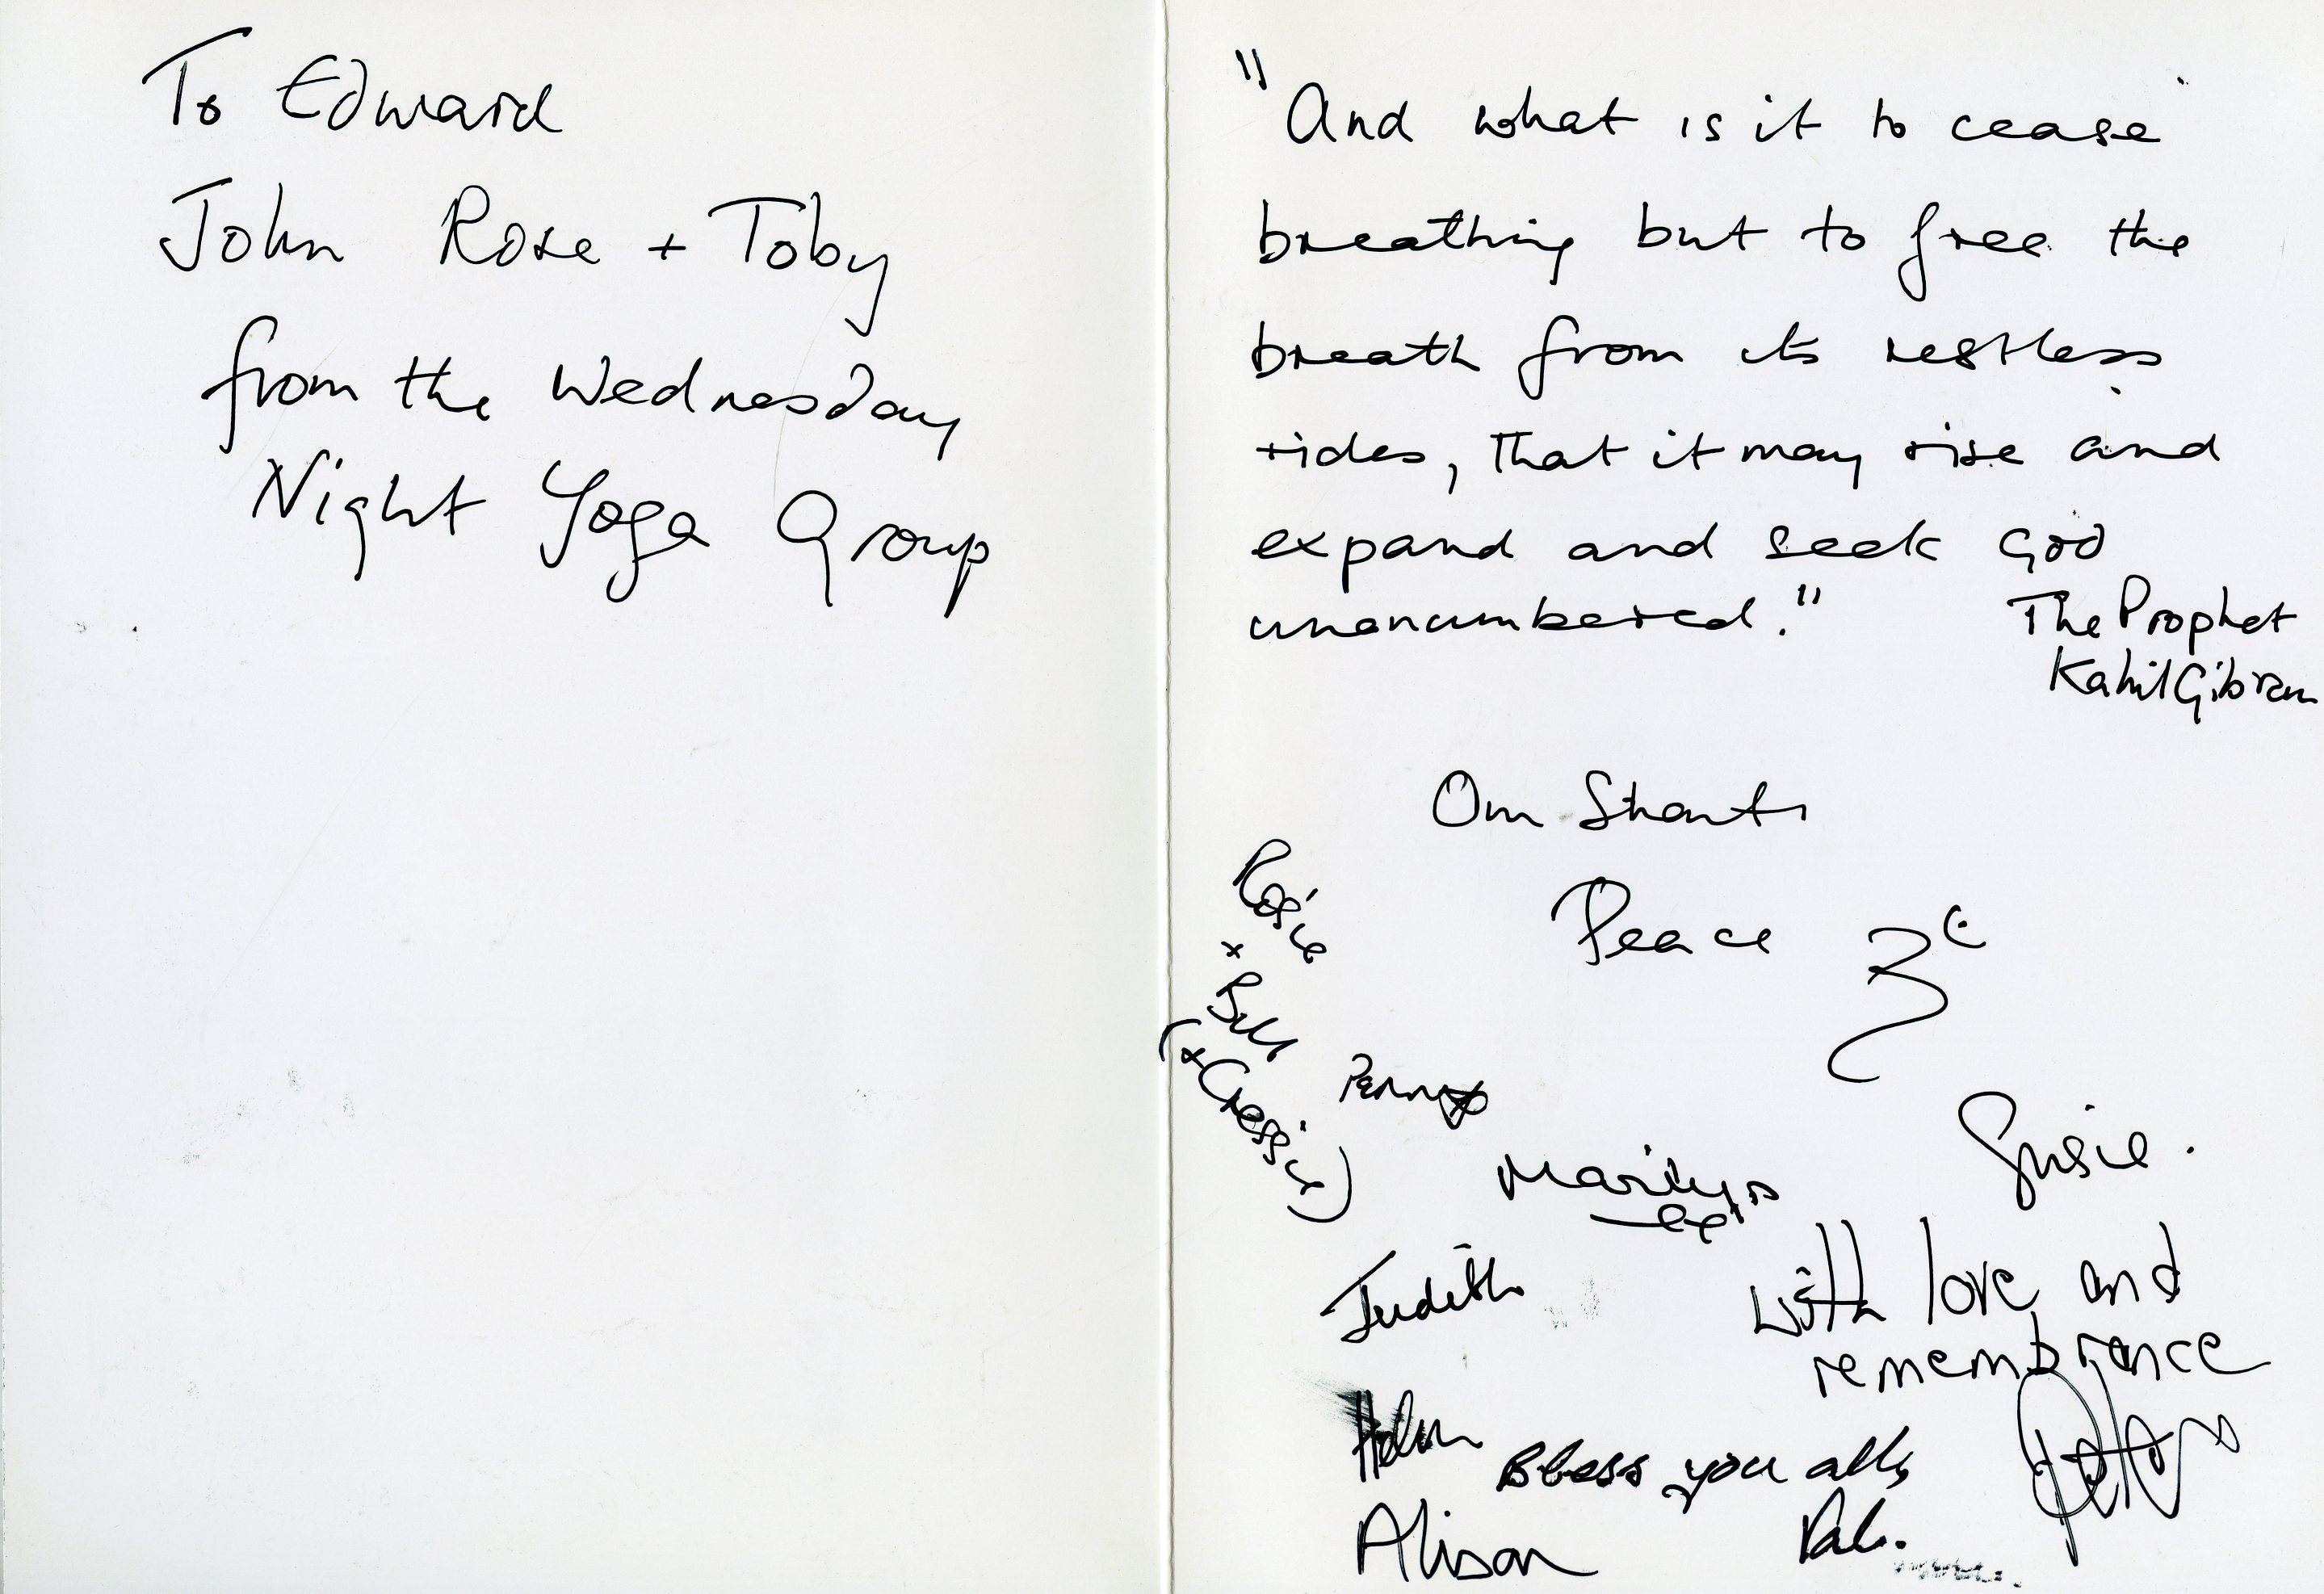 To Edward
John Rose + Toby
from the Wednesday
Night Yoga Group
"And what is it to cease
breathing but to free the
breath from its restless
tides, that it may rise and
expand and seek God
unencumbered."
The Prophet
Kahil Gibran
Om Shanti
Peace ॐ
Rosie
+ Bill
(+ Cressie)
Penny
Susie.
Marilyn
Judith
with love and
remembrance
Helen
Bless you all,
Alison